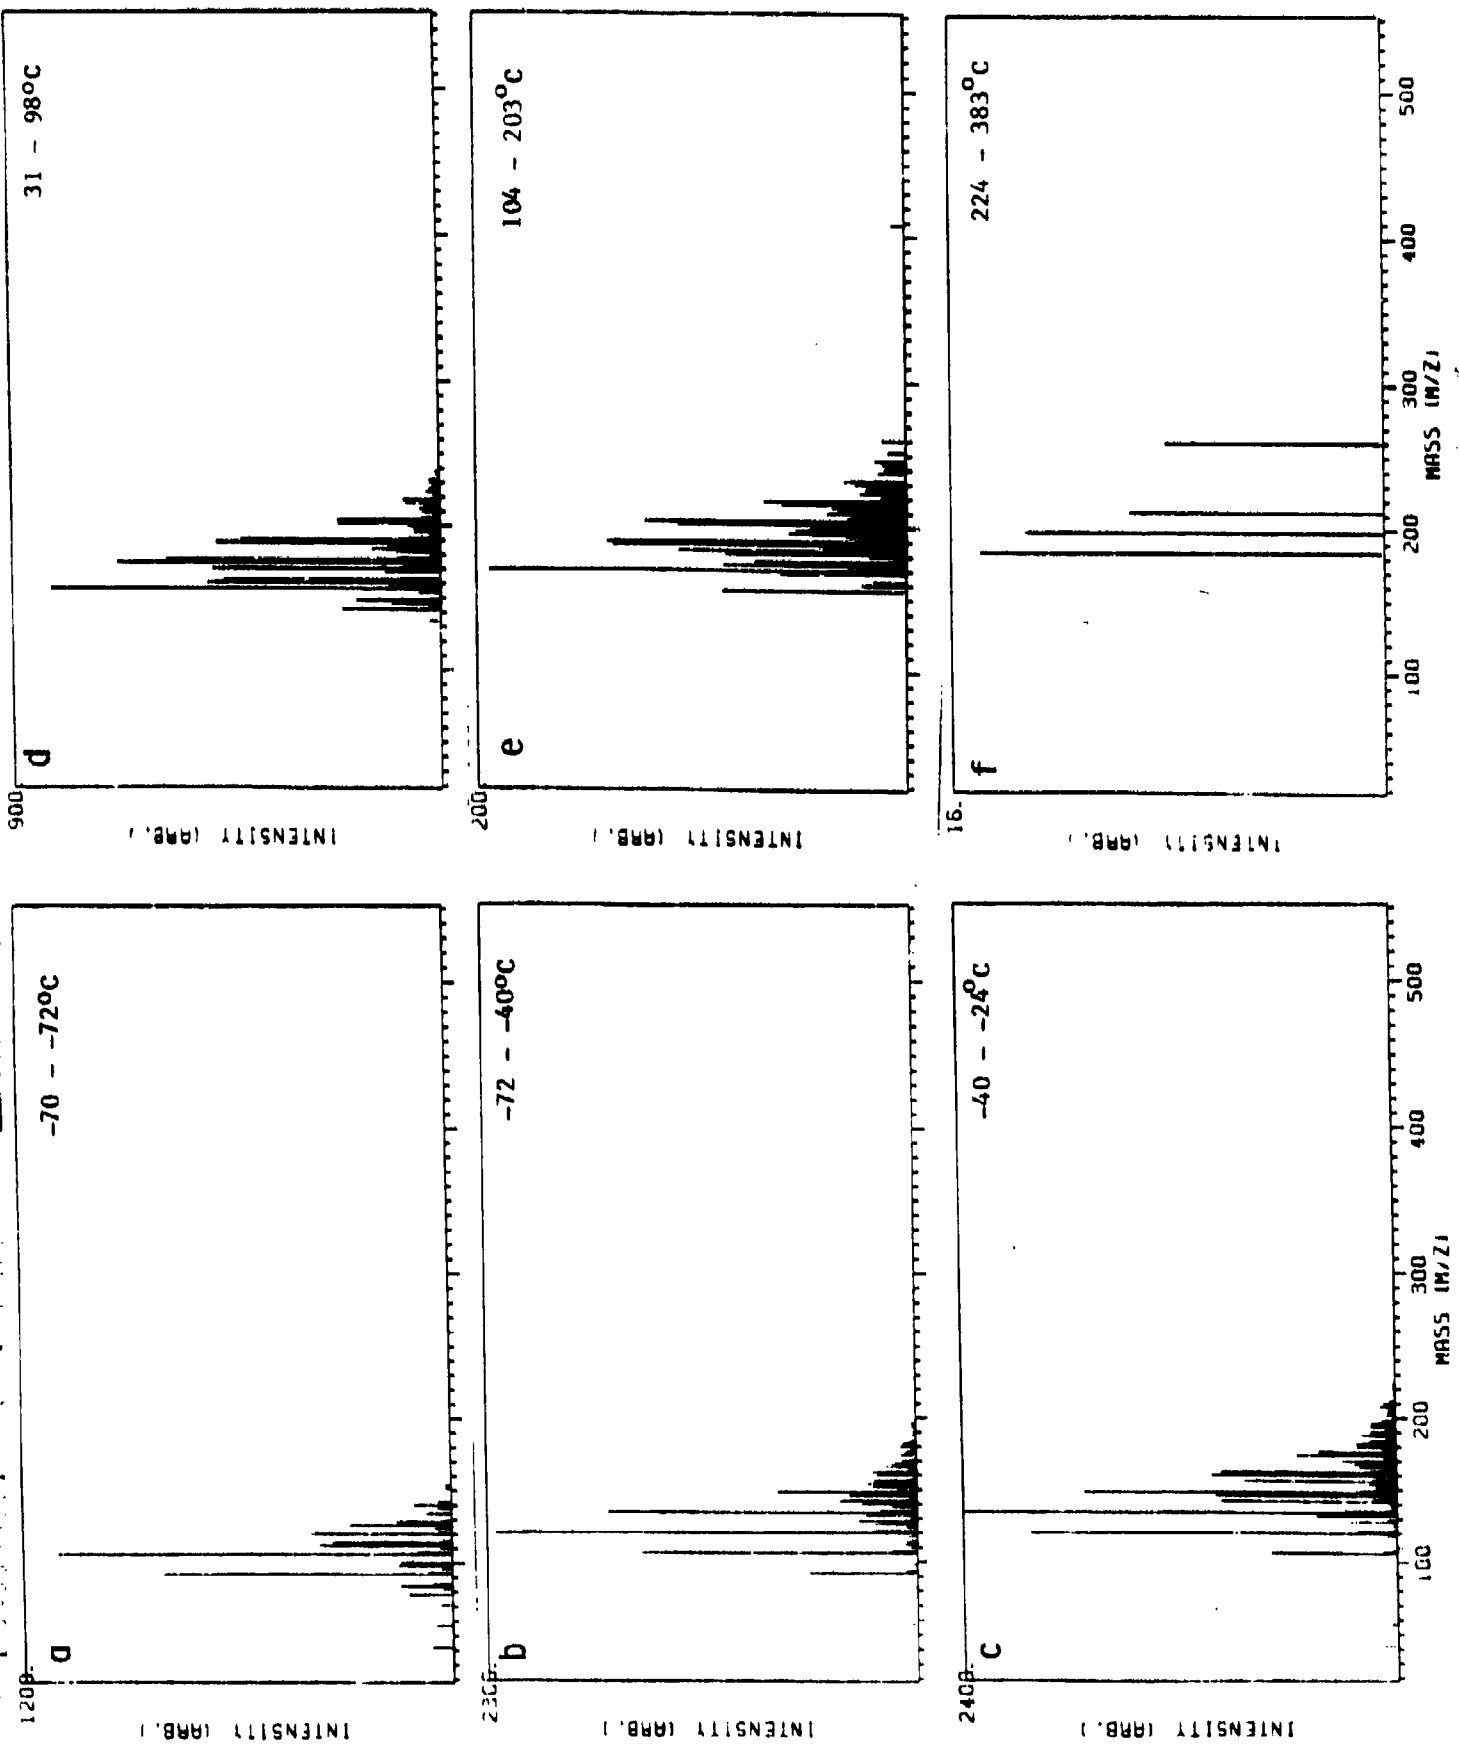 a
-70 - -72°C
1200
INTENSITY (ARB.)
b
-72 - -40°C
INTENSITY (ARB.)
c
-40 - -24°C
2400
INTENSITY (ARB.)
100
200
300
400
500
MASS (M/Z)
d
31 - 98°C
900
INTENSITY (ARB.)
e
104 - 203°C
200
INTENSITY (ARB.)
f
224 - 383°C
16.
INTENSITY (ARB.)
100
200
300
400
500
MASS (M/Z)